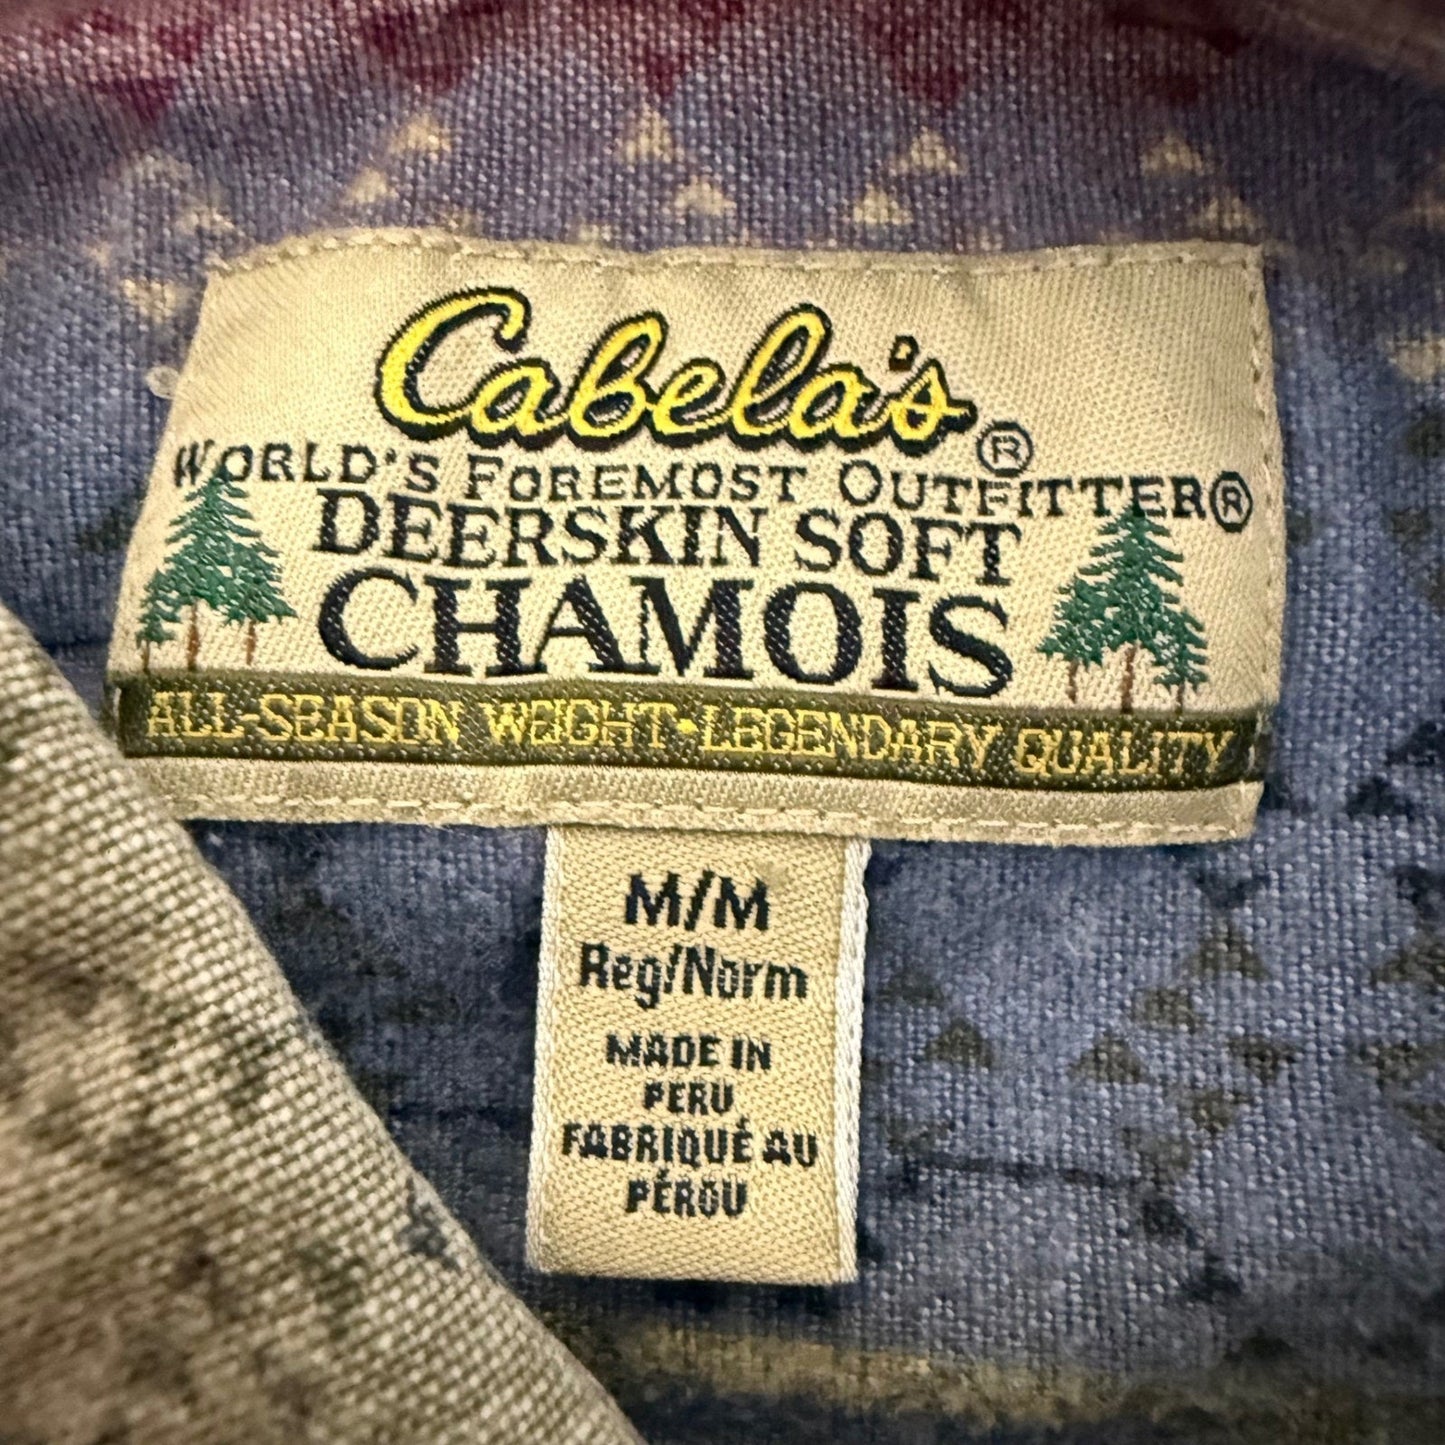 Cabela's®
WORLD'S FOREMOST OUTFITTER®
DEERSKIN SOFT
CHAMOIS
ALL-SEASON WEIGHT•LEGENDARY QUALITY
M/M
Reg/Norm
MADE IN
PERU
FABRIQUÉ AU
PÉROU